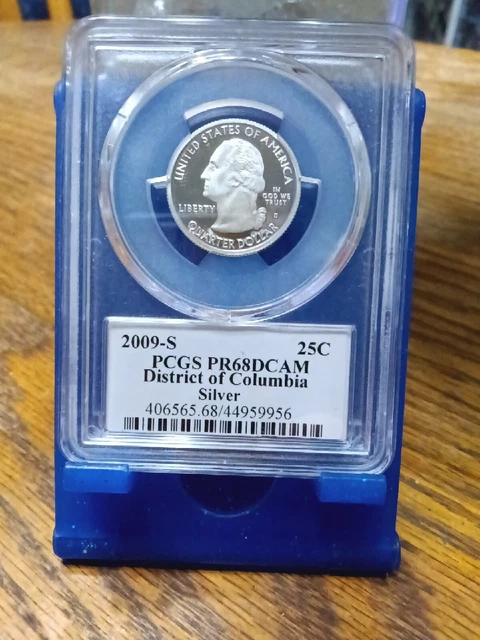 UNITED STATES OF AMERICA
LIBERTY
IN
GOD WE
TRUST
S
QUARTER DOLLAR
2009-S 25C
PCGS PR68DCAM
District of Columbia
Silver
406565.68/44959956